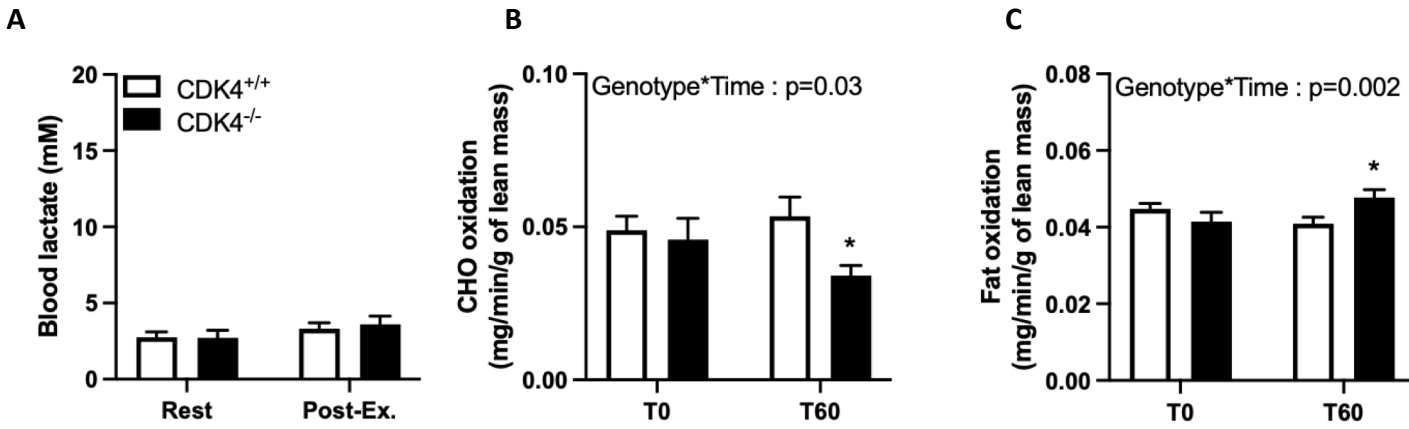 A
B
C
Blood lactate (mM)
20
15
10
5
0
CDK4+/+
CDK4-/-
Rest
Post-Ex.
CHO oxidation
(mg/min/g of lean mass)
0.10
0.05
0.00
Genotype*Time : p=0.03
*
T0
T60
Fat oxidation
(mg/min/g of lean mass)
0.08
0.06
0.04
0.02
0.00
Genotype*Time : p=0.002
*
T0
T60